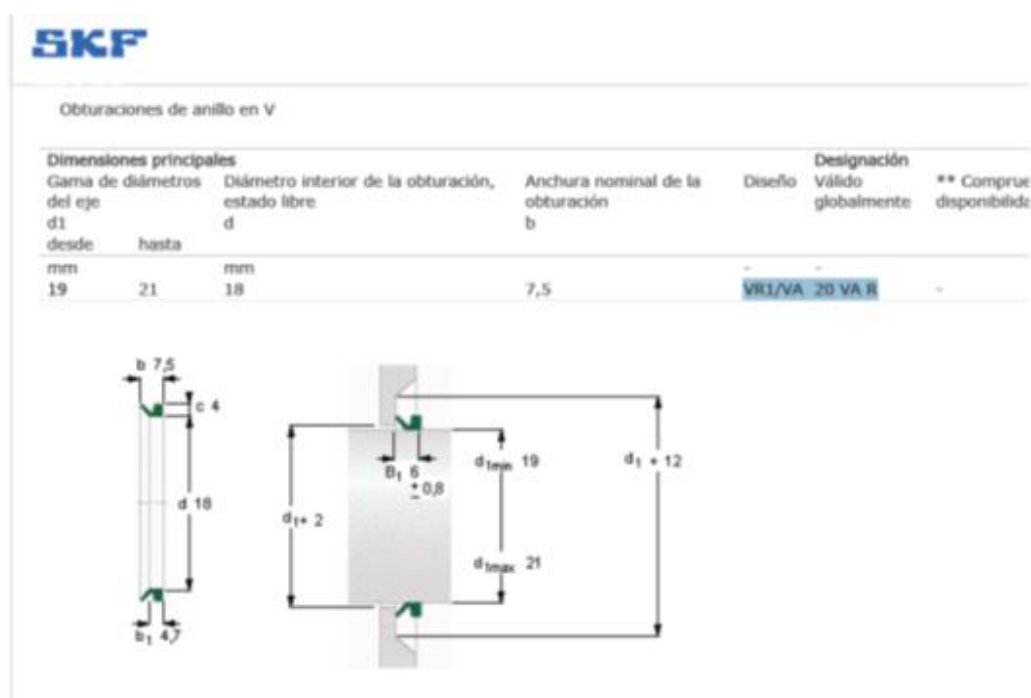 SKF
Obturaciones de anillo en V
Dimensiones principales Designación
Gama de diámetros Diámetro interior de la obturación, Anchura nominal de la Diseño Válido ** Comprue
del eje estado libre obturación globalmente disponibilida
d1 d b
desde hasta
mm mm - -
19 21 18 7,5 VR1/VA 20 VA R -
b 7,5
c 4
d 18
b1 4,7
B1 6
± 0,8
d1+ 2
d1min 19
d1max 21
d1 + 12